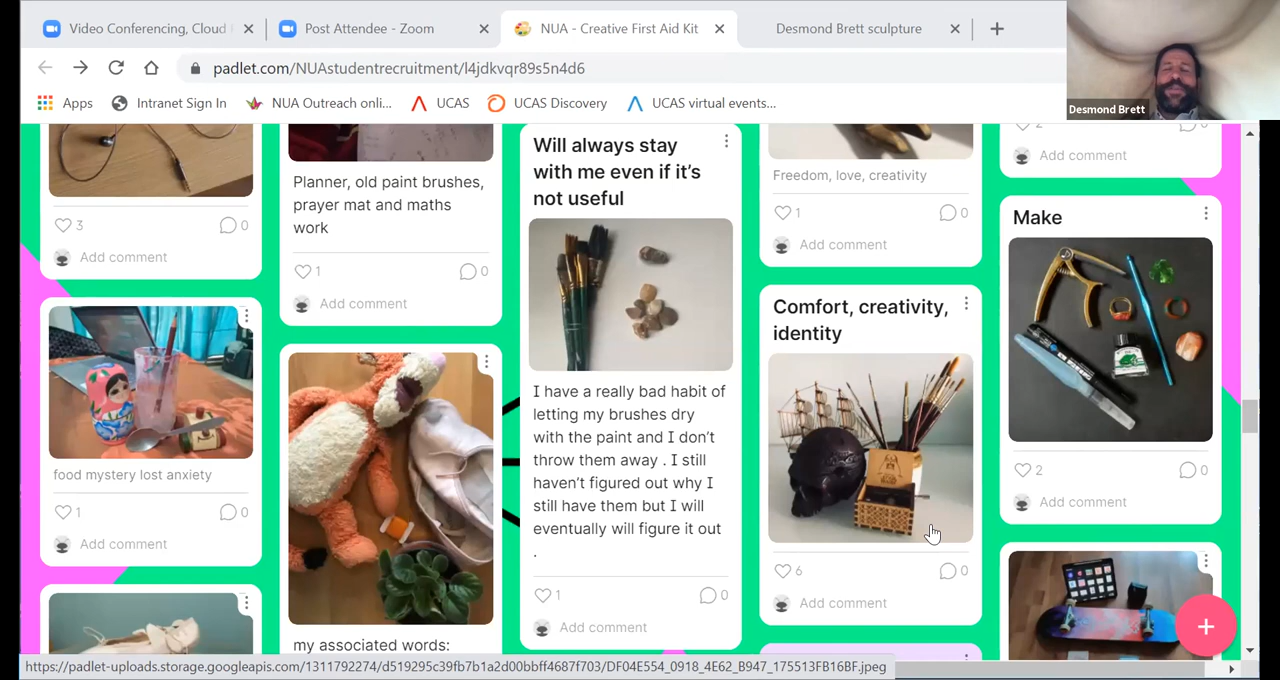 Video Conferencing, Cloud
Post Attendee - Zoom
NUA - Creative First Aid Kit
Desmond Brett sculpture
padlet.com/NUAstudentrecruitment/l4jdkvqr89s5n4d6
Apps
Intranet Sign In
NUA Outreach onli...
UCAS
UCAS Discovery
UCAS virtual events...
Desmond Brett
3
0
Add comment
food mystery lost anxiety
1
0
Add comment
Planner, old paint brushes,
prayer mat and maths
work
1
0
Add comment
my associated words:
Will always stay
with me even if it's
not useful
I have a really bad habit of
letting my brushes dry
with the paint and I don't
throw them away . I still
haven't figured out why I
still have them but I will
eventually will figure it out
.
1
0
Add comment
Freedom, love, creativity
1
0
Add comment
Comfort, creativity,
identity
6
0
Add comment
2
0
Add comment
Make
2
0
Add comment
https://padlet-uploads.storage.googleapis.com/1311792274/d519295c39fb7b1a2d00bbff4687f703/DF04E554_0918_4E62_B947_175513FB16BF.jpeg